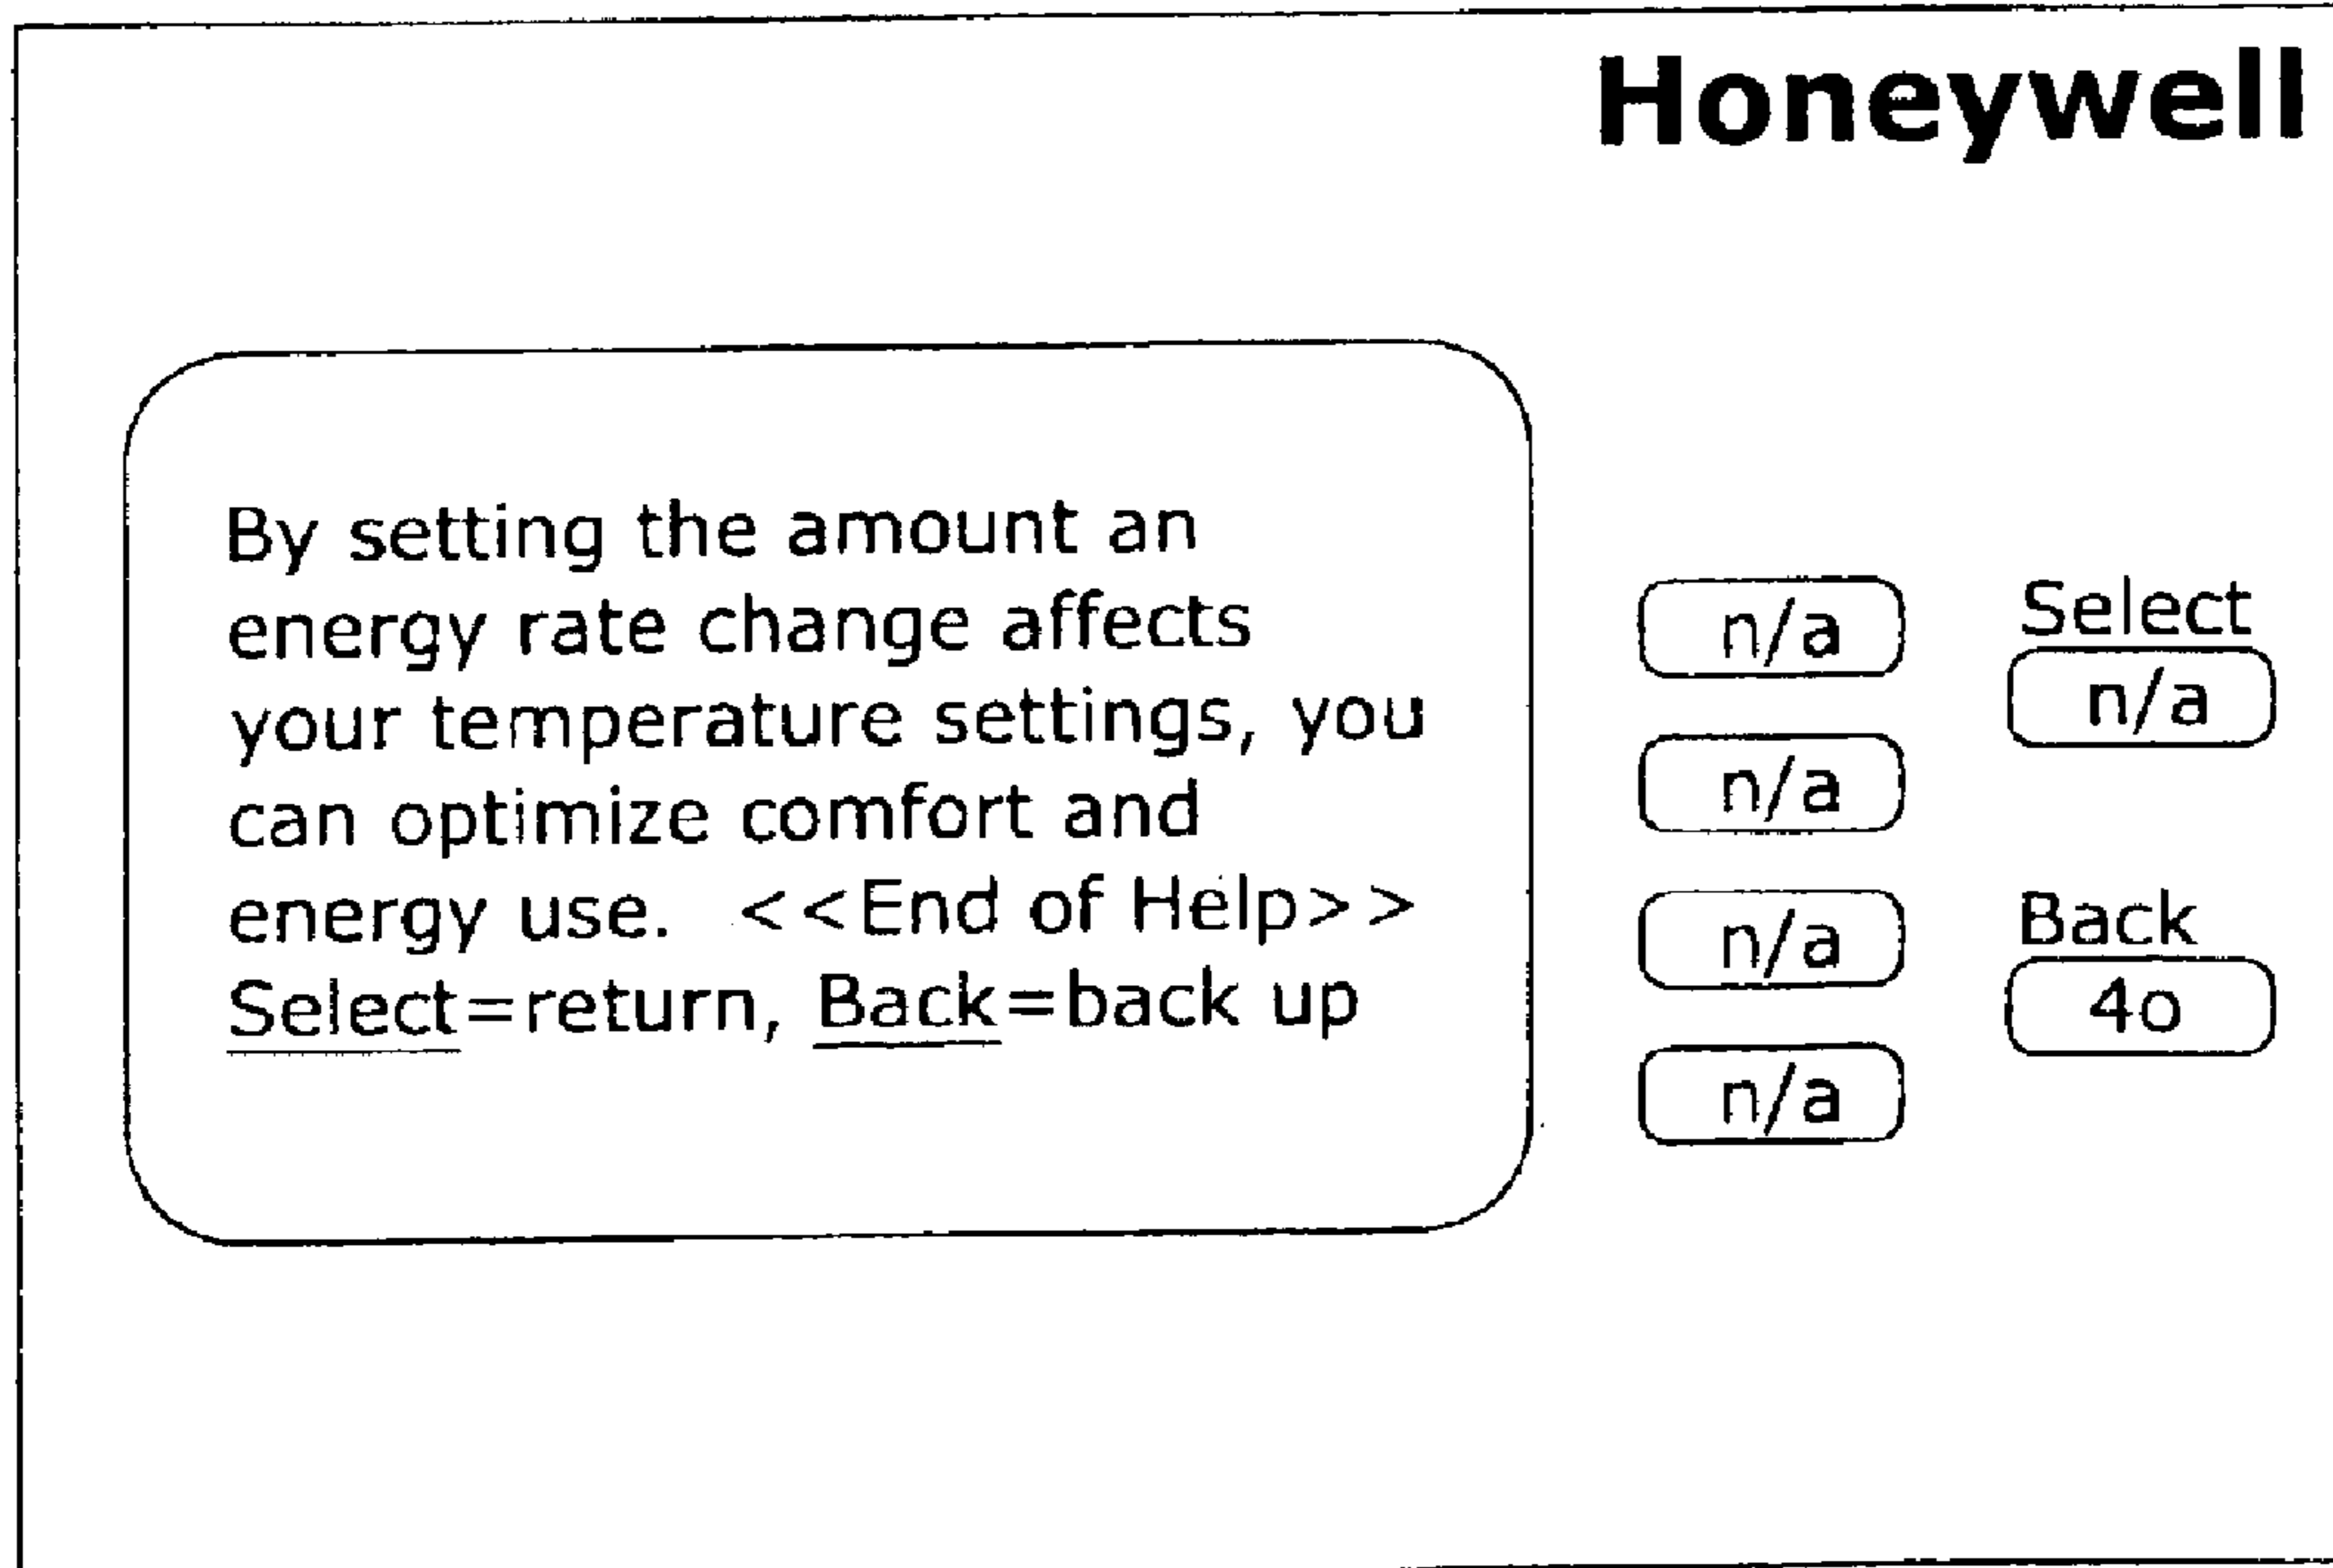 Honeywell
By setting the amount an
energy rate change affects
your temperature settings, you
can optimize comfort and
energy use. <<End of Help>>
Select=return, Back=back up
n/a
n/a
n/a
n/a
Select
n/a
Back
4o